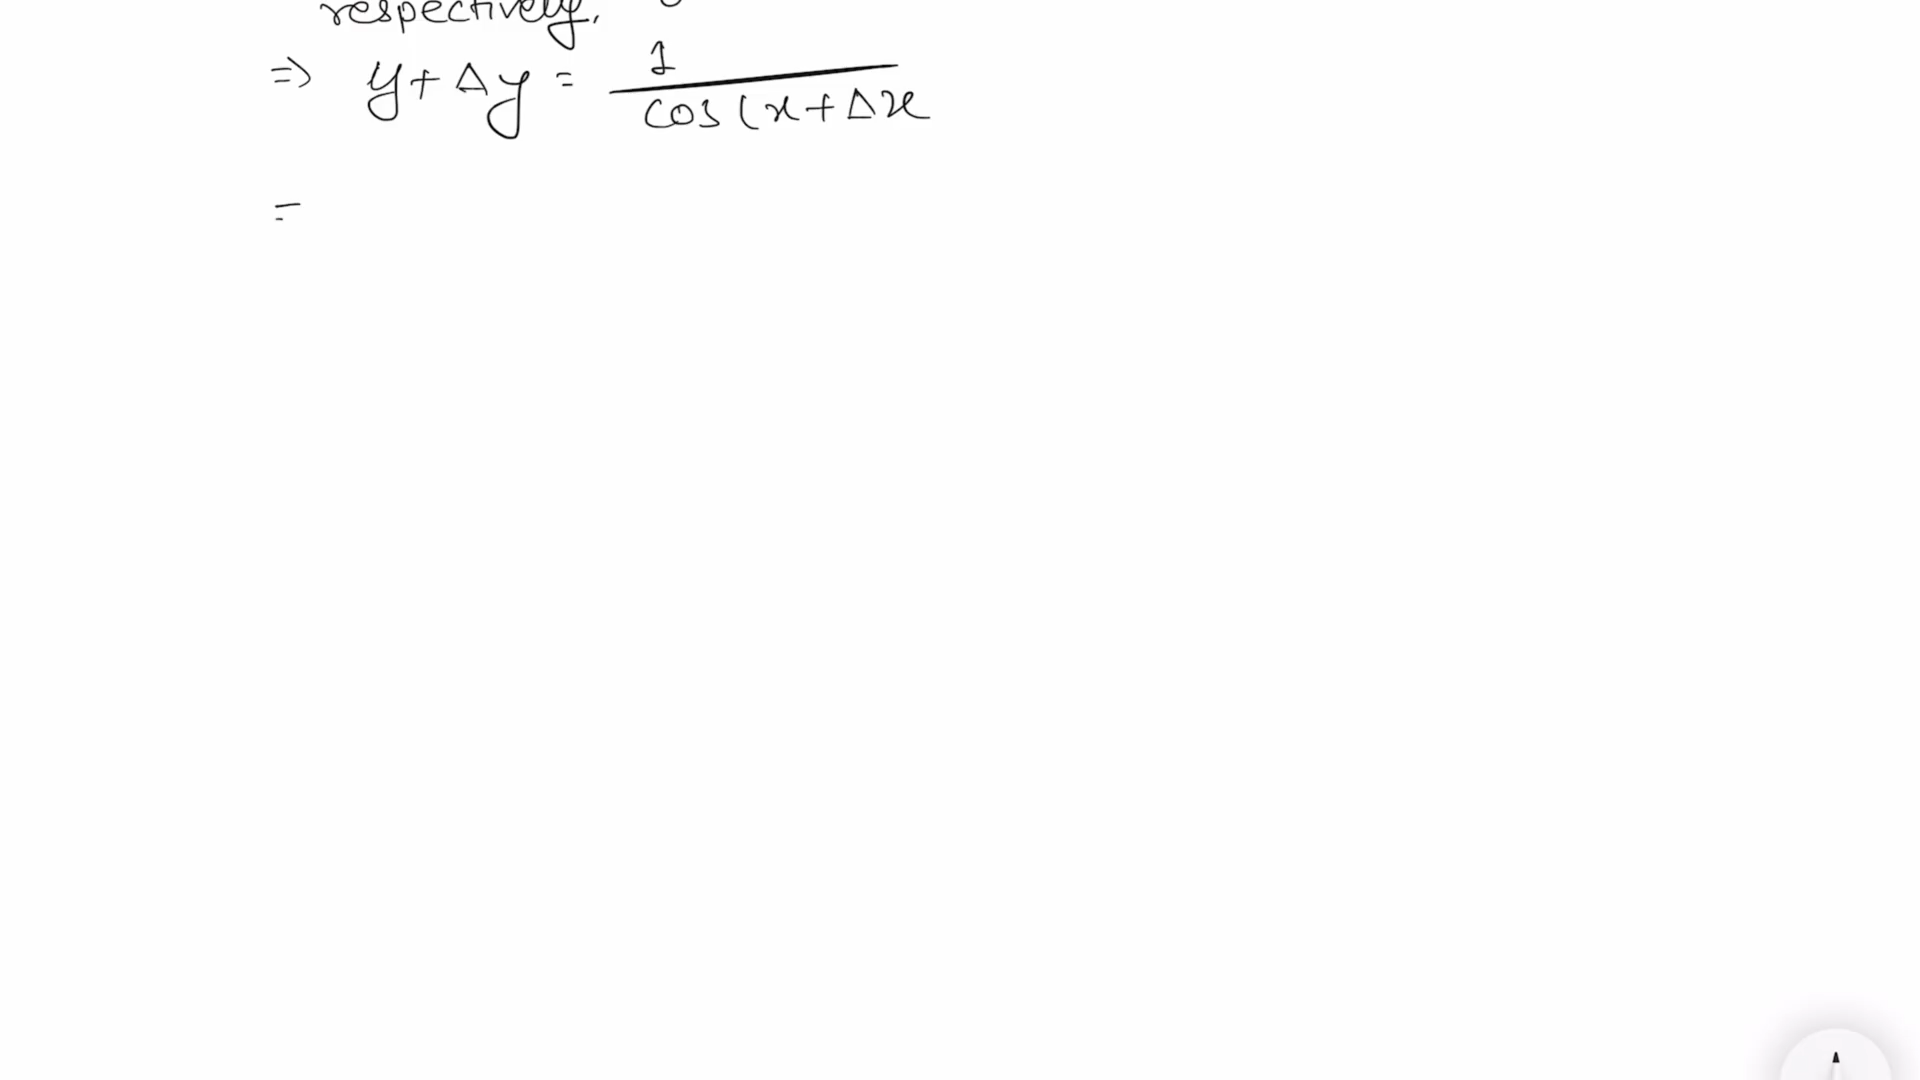 respectively.
⇒ y + Δy = 1 / cos (x + Δx
=